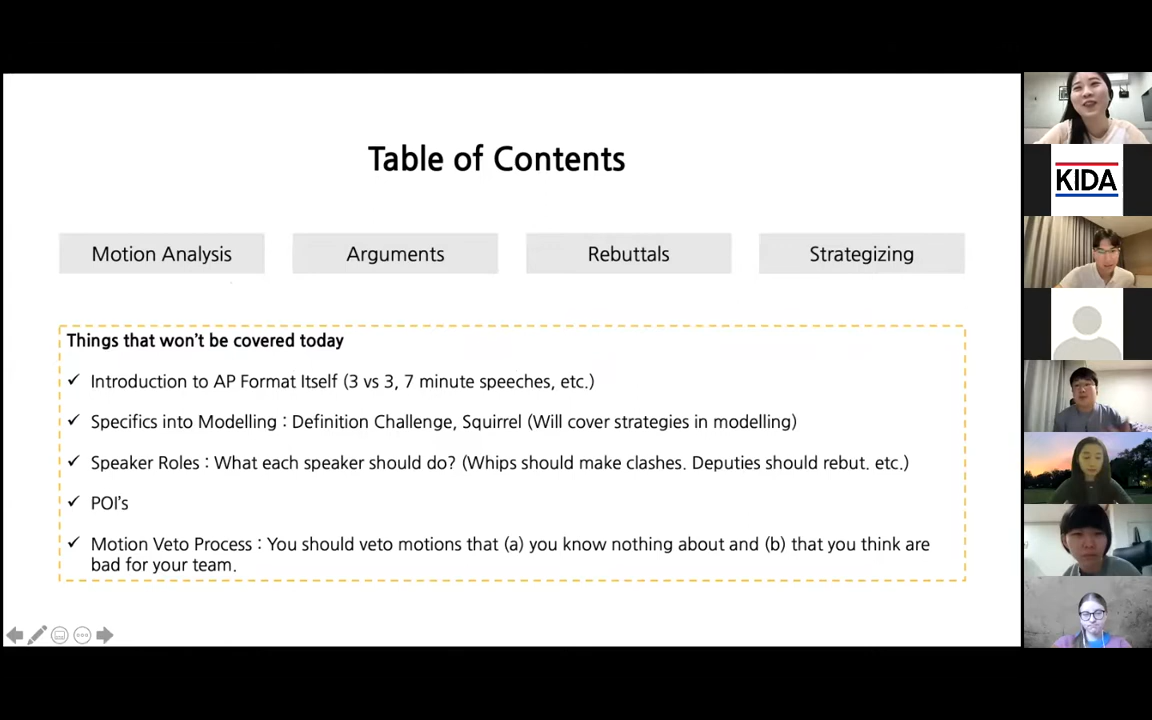 Table of Contents
Motion Analysis
Arguments
Rebuttals
Strategizing
Things that won't be covered today
✓ Introduction to AP Format Itself (3 vs 3, 7 minute speeches, etc.)
✓ Specifics into Modelling : Definition Challenge, Squirrel (Will cover strategies in modelling)
✓ Speaker Roles : What each speaker should do? (Whips should make clashes. Deputies should rebut. etc.)
✓ POI's
✓ Motion Veto Process : You should veto motions that (a) you know nothing about and (b) that you think are
bad for your team.
KIDA